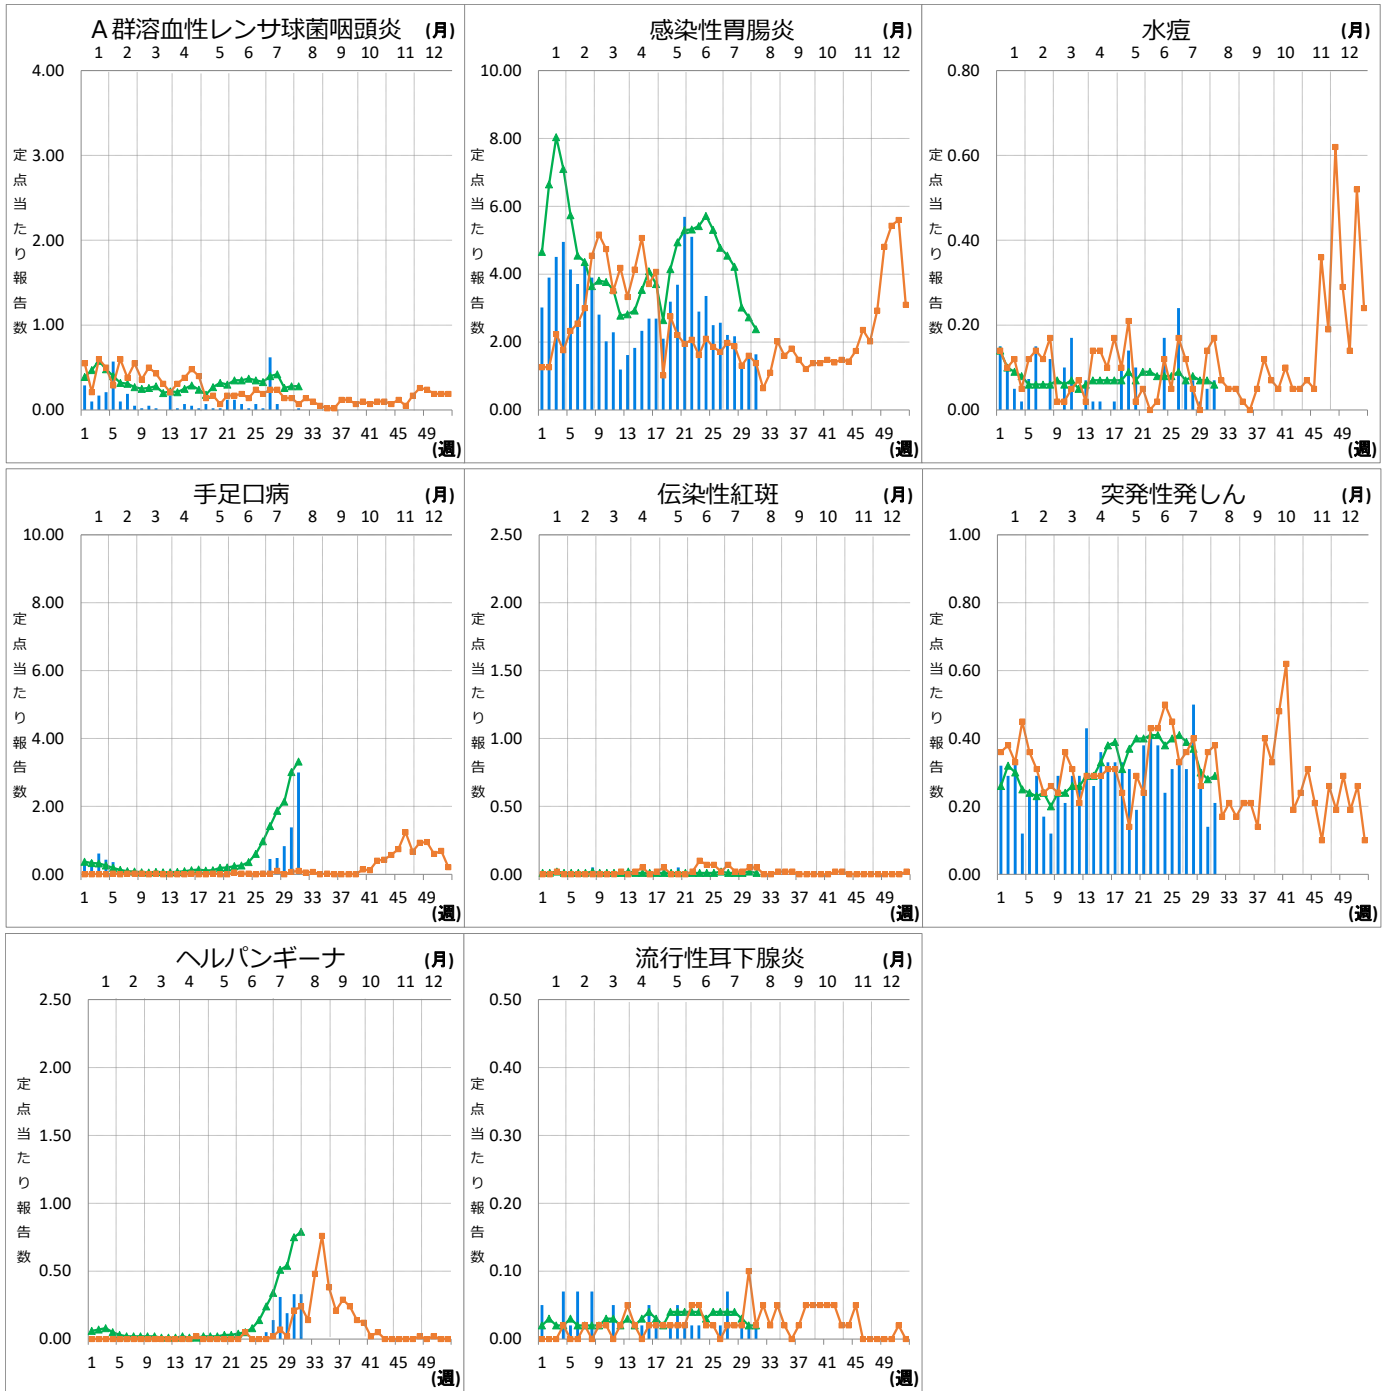 A群溶血性レンサ球菌咽頭炎 (月)
1 2 3 4 5 6 7 8 9 10 11 12
4.00
3.00
2.00
1.00
0.00
定点当たり報告数
1 5 9 13 17 21 25 29 33 37 41 45 49
(週)
感染性胃腸炎 (月)
1 2 3 4 5 6 7 8 9 10 11 12
10.00
8.00
6.00
4.00
2.00
0.00
定点当たり報告数
1 5 9 13 17 21 25 29 33 37 41 45 49
(週)
水痘 (月)
1 2 3 4 5 6 7 8 9 10 11 12
0.80
0.60
0.40
0.20
0.00
定点当たり報告数
1 5 9 13 17 21 25 29 33 37 41 45 49
(週)
手足口病 (月)
1 2 3 4 5 6 7 8 9 10 11 12
10.00
8.00
6.00
4.00
2.00
0.00
定点当たり報告数
1 5 9 13 17 21 25 29 33 37 41 45 49
(週)
伝染性紅斑 (月)
1 2 3 4 5 6 7 8 9 10 11 12
2.50
2.00
1.50
1.00
0.50
0.00
定点当たり報告数
1 5 9 13 17 21 25 29 33 37 41 45 49
(週)
突発性発しん (月)
1 2 3 4 5 6 7 8 9 10 11 12
1.00
0.80
0.60
0.40
0.20
0.00
定点当たり報告数
1 5 9 13 17 21 25 29 33 37 41 45 49
(週)
ヘルパンギーナ (月)
1 2 3 4 5 6 7 8 9 10 11 12
2.50
2.00
1.50
1.00
0.50
0.00
定点当たり報告数
1 5 9 13 17 21 25 29 33 37 41 45 49
(週)
流行性耳下腺炎 (月)
1 2 3 4 5 6 7 8 9 10 11 12
0.50
0.40
0.30
0.20
0.10
0.00
定点当たり報告数
1 5 9 13 17 21 25 29 33 37 41 45 49
(週)